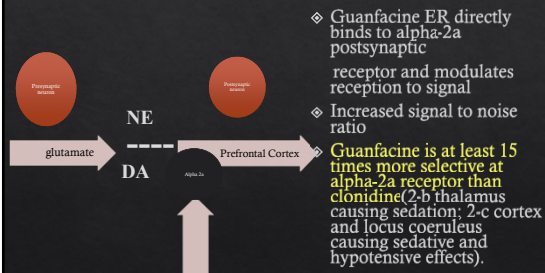 Presynaptic
neuron
Postsynaptic
neuron
NE
glutamate
Prefrontal Cortex
DA
Alpha 2a
Guanfacine ER directly
binds to alpha-2a
postsynaptic
receptor and modulates
reception to signal
Increased signal to noise
ratio
Guanfacine is at least 15
times more selective at
alpha-2a receptor than
clonidine(2-b thalamus
causing sedation; 2-c cortex
and locus coeruleus
causing sedative and
hypotensive effects).